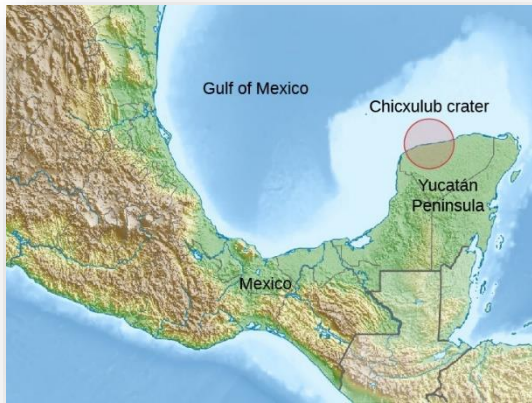 Gulf of Mexico
Chicxulub crater
Yucatán
Peninsula
Mexico